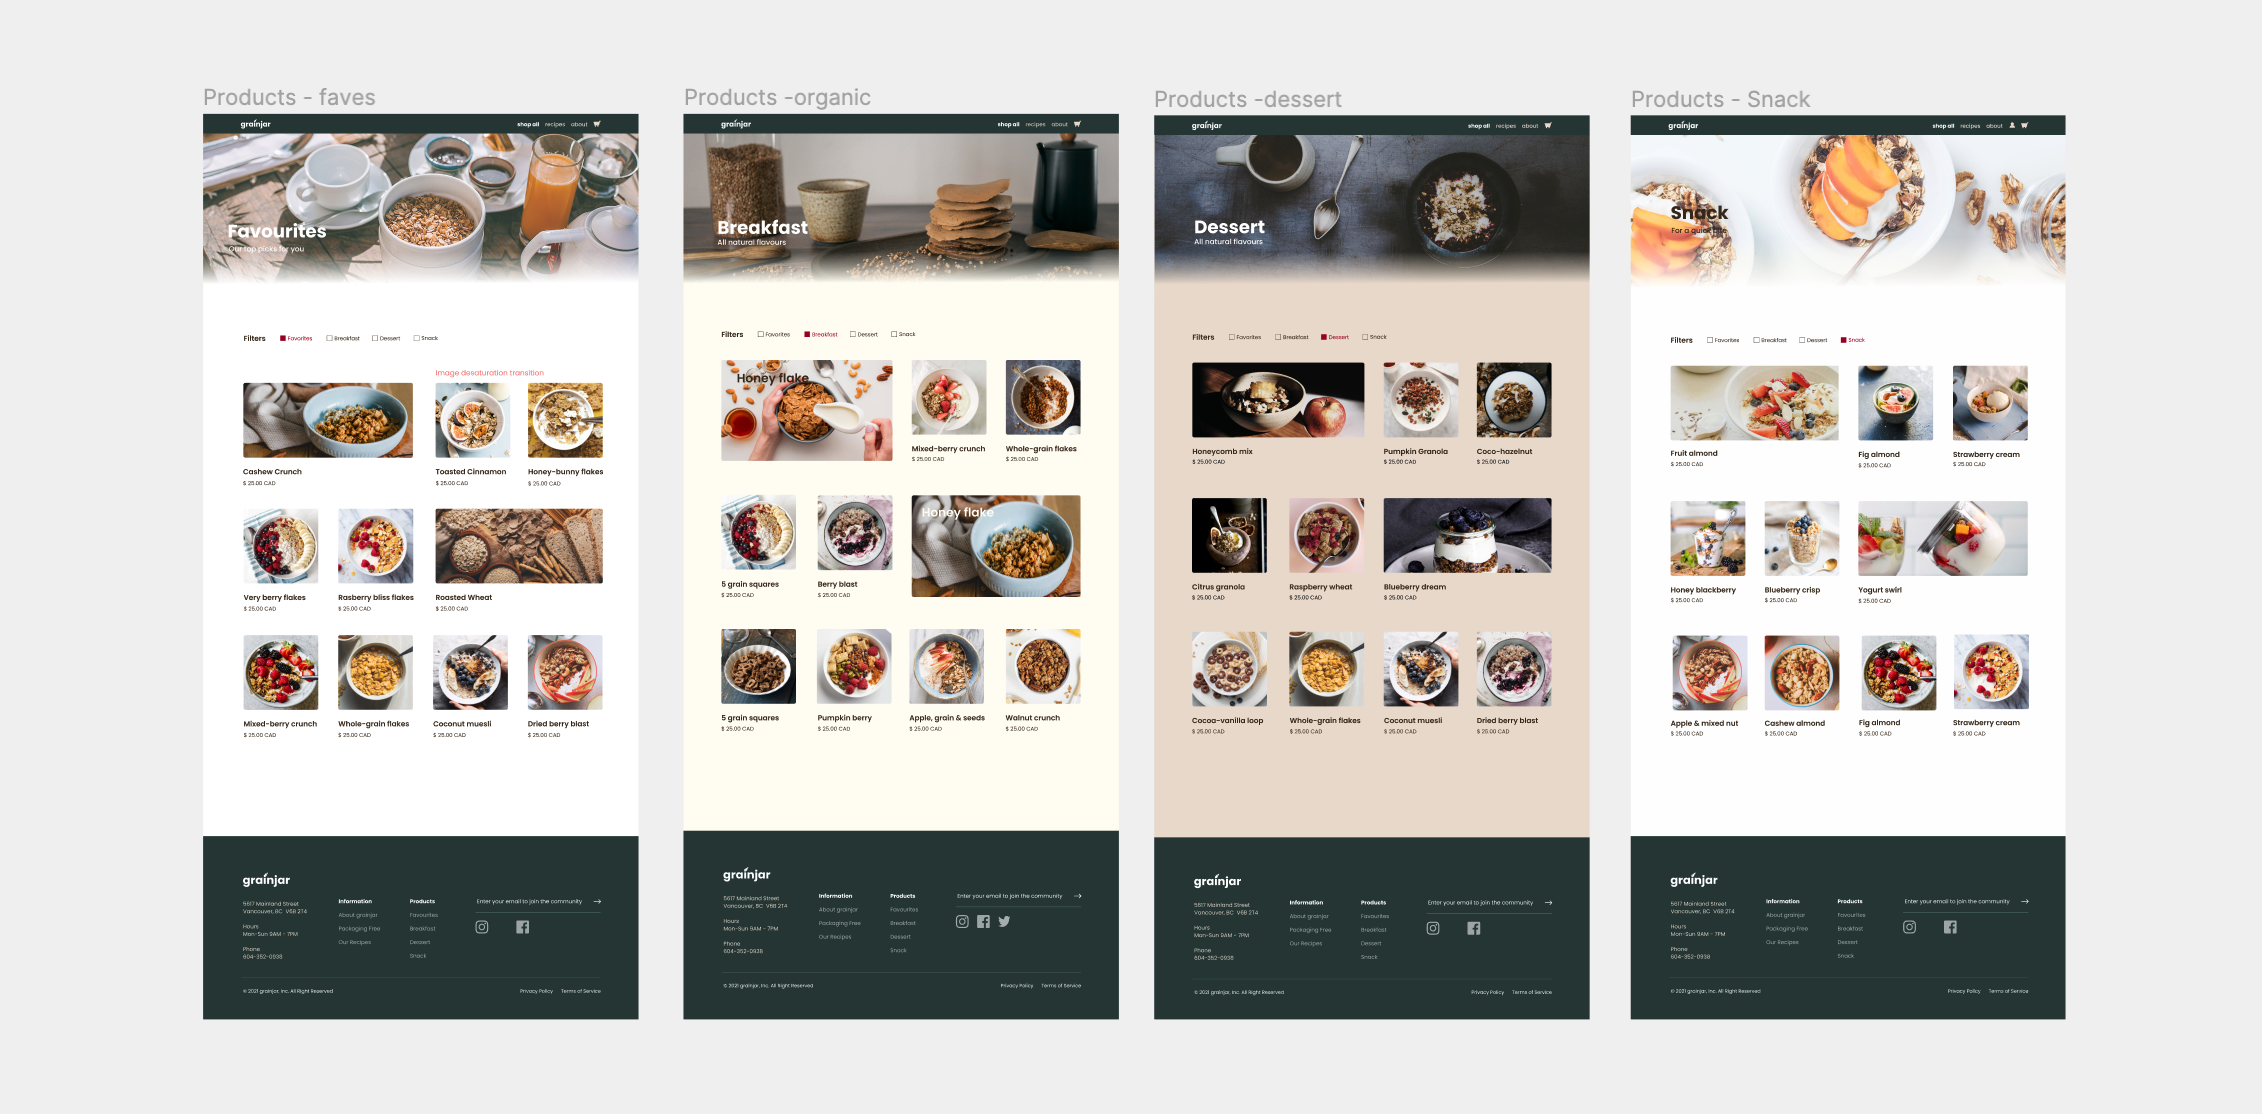 Products - faves
grainjar
shop all recipes about
Favourites
Our top picks for you
Filters Favorites Breakfast Dessert Snack
Image desaturation transition
Cashew Crunch
$ 25.00 CAD
Toasted Cinnamon
$ 25.00 CAD
Honey-bunny flakes
$ 25.00 CAD
Very berry flakes
$ 25.00 CAD
Rasberry bliss flakes
$ 25.00 CAD
Roasted Wheat
$ 25.00 CAD
Mixed-berry crunch
$ 25.00 CAD
Whole-grain flakes
$ 25.00 CAD
Coconut muesli
$ 25.00 CAD
Dried berry blast
$ 25.00 CAD
grainjar
5617 Mainland Street
Vancouver, BC V6B 2T4
Hours
Mon-Sun 9AM - 7PM
Phone
604-352-0938
Information
About grainjar
Packaging Free
Our Recipes
Products
Favourites
Breakfast
Dessert
Snack
Enter your email to join the community
© 2021 grainjar, Inc. All Right Reserved
Privacy Policy Terms of Service
Products -organic
grainjar
shop all recipes about
Breakfast
All natural flavours
Filters Favorites Breakfast Dessert Snack
Honey flake
Mixed-berry crunch
$ 25.00 CAD
Whole-grain flakes
$ 25.00 CAD
5 grain squares
$ 25.00 CAD
Berry blast
$ 25.00 CAD
Honey flake
5 grain squares
$ 25.00 CAD
Pumpkin berry
$ 25.00 CAD
Apple, grain & seeds
$ 25.00 CAD
Walnut crunch
$ 25.00 CAD
grainjar
5617 Mainland Street
Vancouver, BC V6B 2T4
Hours
Mon-Sun 9AM - 7PM
Phone
604-352-0938
Information
About grainjar
Packaging Free
Our Recipes
Products
Favourites
Breakfast
Dessert
Snack
Enter your email to join the community
© 2021 grainjar, Inc. All Right Reserved
Privacy Policy Terms of Service
Products -dessert
grainjar
shop all recipes about
Dessert
All natural flavours
Filters Favorites Breakfast Dessert Snack
Honeycomb mix
$ 25.00 CAD
Pumpkin Granola
$ 25.00 CAD
Coco-hazelnut
$ 25.00 CAD
Citrus granola
$ 25.00 CAD
Raspberry wheat
$ 25.00 CAD
Blueberry dream
$ 25.00 CAD
Cocoa-vanilla loop
$ 25.00 CAD
Whole-grain flakes
$ 25.00 CAD
Coconut muesli
$ 25.00 CAD
Dried berry blast
$ 25.00 CAD
grainjar
5617 Mainland Street
Vancouver, BC V6B 2T4
Hours
Mon-Sun 9AM - 7PM
Phone
604-352-0938
Information
About grainjar
Packaging Free
Our Recipes
Products
Favourites
Breakfast
Dessert
Snack
Enter your email to join the community
© 2021 grainjar, Inc. All Right Reserved
Privacy Policy Terms of Service
Products - Snack
grainjar
shop all recipes about
Snack
For a quick bite
Filters Favorites Breakfast Dessert Snack
Fruit almond
$ 25.00 CAD
Fig almond
$ 25.00 CAD
Strawberry cream
$ 25.00 CAD
Honey blackberry
$ 25.00 CAD
Blueberry crisp
$ 25.00 CAD
Yogurt swirl
$ 25.00 CAD
Apple & mixed nut
$ 25.00 CAD
Cashew almond
$ 25.00 CAD
Fig almond
$ 25.00 CAD
Strawberry cream
$ 25.00 CAD
grainjar
5617 Mainland Street
Vancouver, BC V6B 2T4
Hours
Mon-Sun 9AM - 7PM
Phone
604-352-0938
Information
About grainjar
Packaging Free
Our Recipes
Products
Favourites
Breakfast
Dessert
Snack
Enter your email to join the community
© 2021 grainjar, Inc. All Right Reserved
Privacy Policy Terms of Service